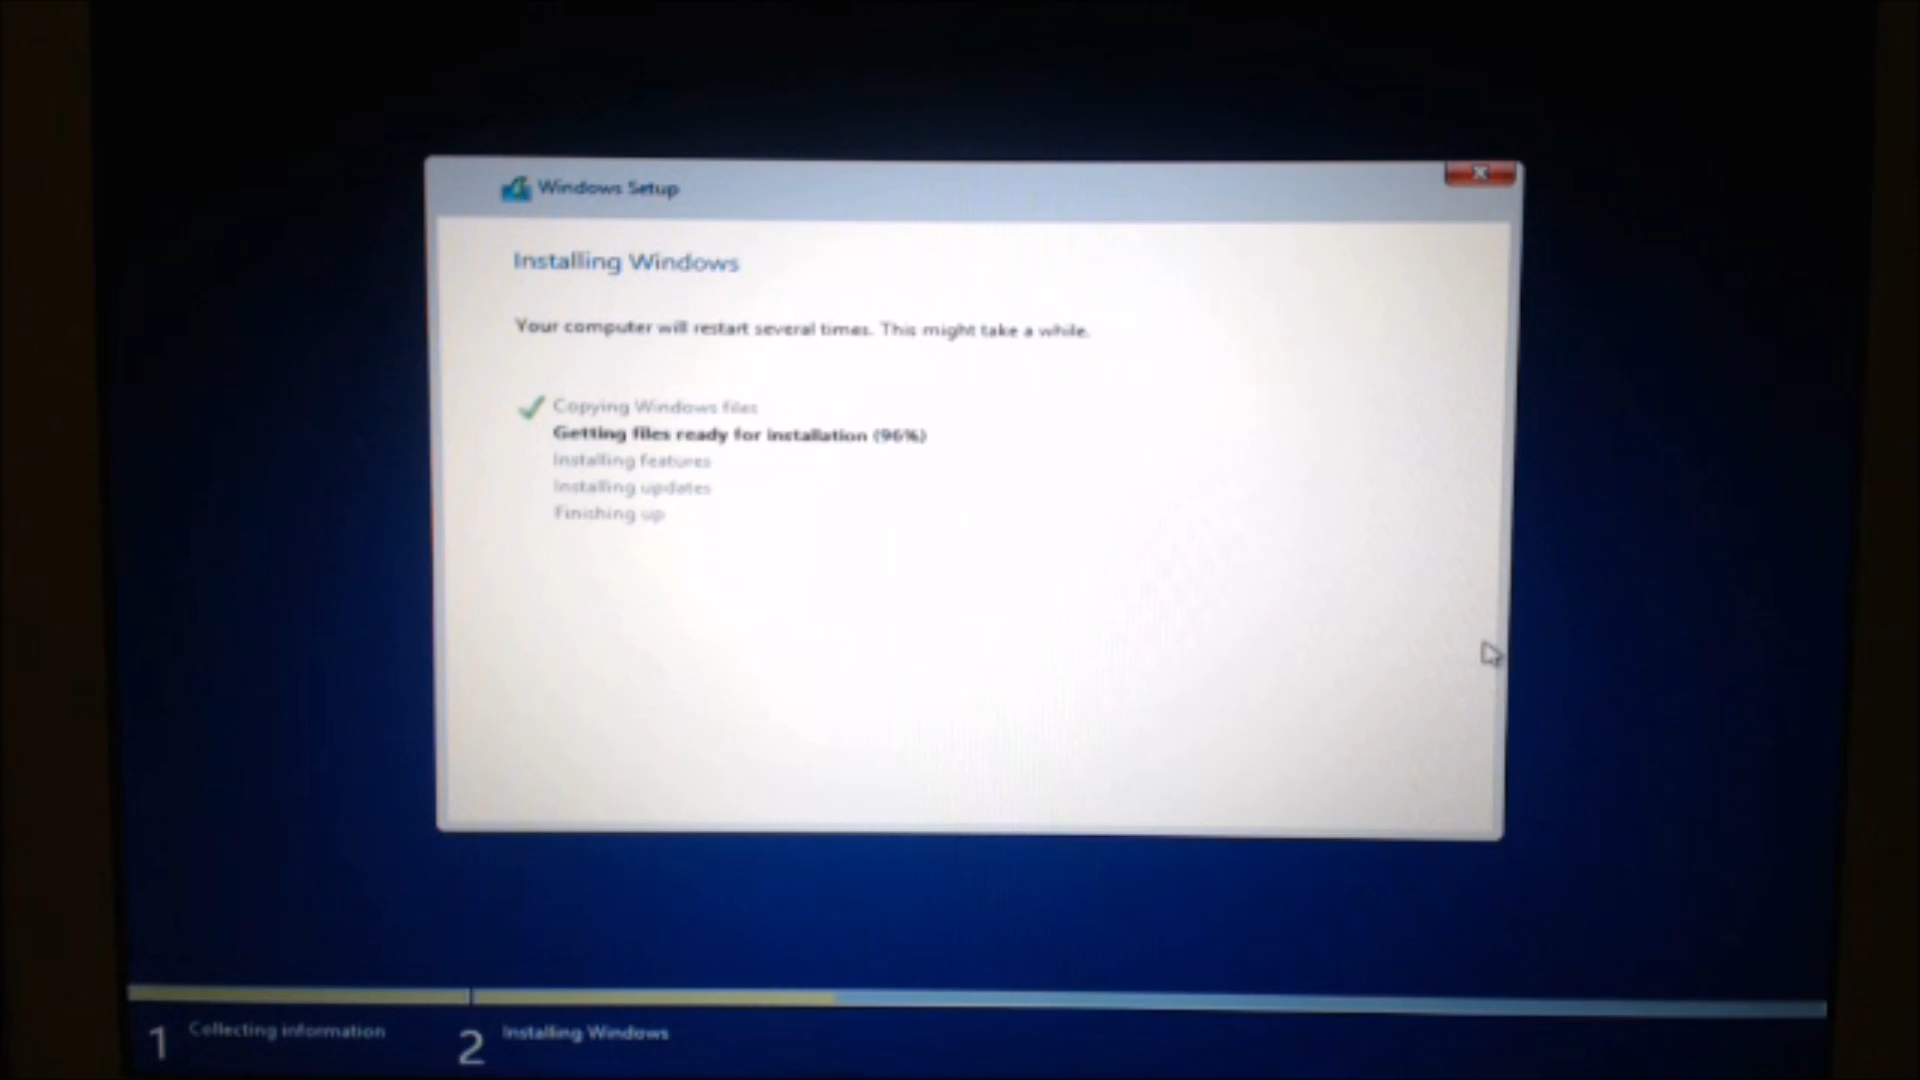 Windows Setup
Installing Windows
Your computer will restart several times. This might take a while.
Copying Windows files
Getting files ready for installation (96%)
Installing features
Installing updates
Finishing up
1 Collecting information
2 Installing Windows